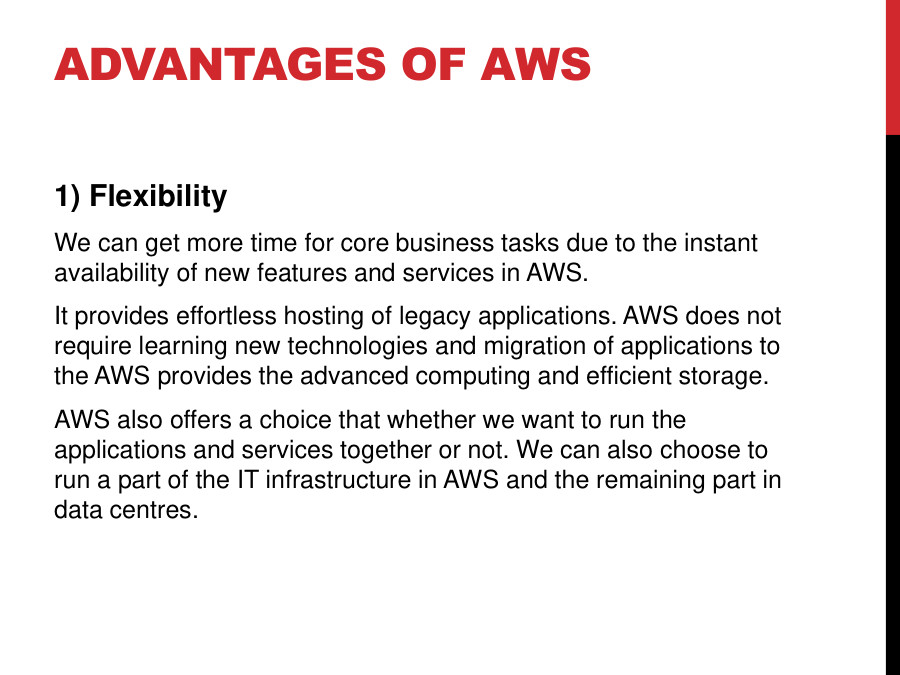 ADVANTAGES OF AWS
1) Flexibility
We can get more time for core business tasks due to the instant
availability of new features and services in AWS.
It provides effortless hosting of legacy applications. AWS does not
require learning new technologies and migration of applications to
the AWS provides the advanced computing and efficient storage.
AWS also offers a choice that whether we want to run the
applications and services together or not. We can also choose to
run a part of the IT infrastructure in AWS and the remaining part in
data centres.